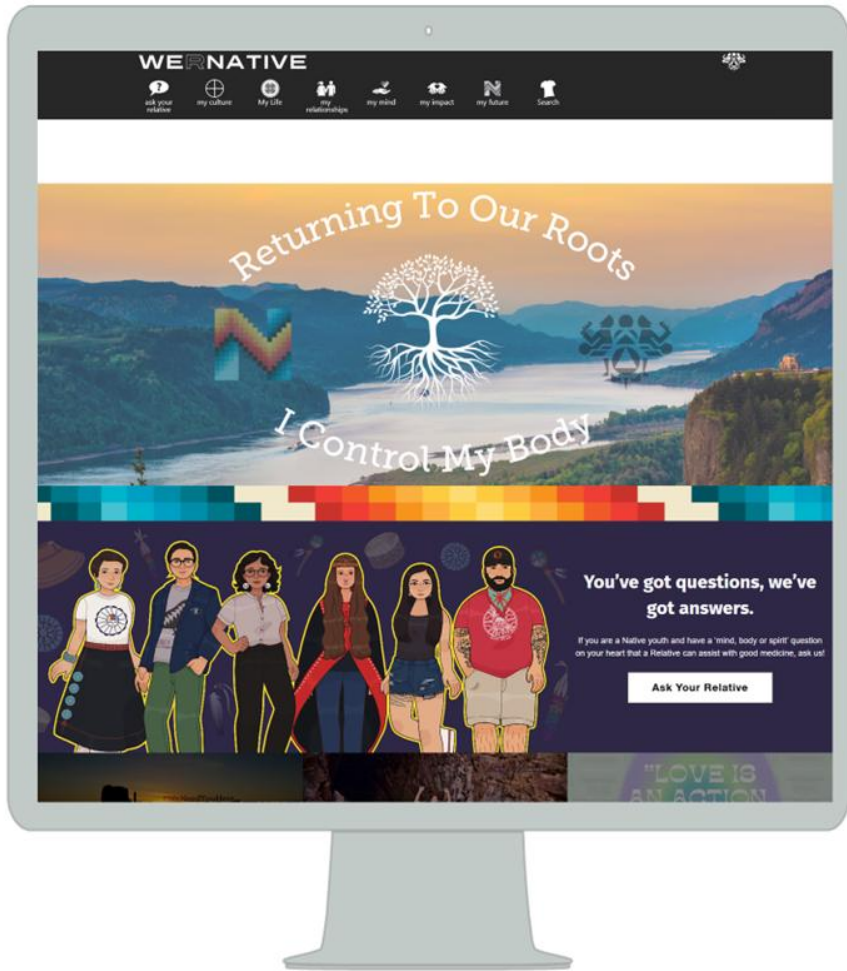 WERNATIVE
ask your relative
my culture
My Life
my relationships
my mind
my impact
my future
Search
Returning To Our Roots
I Control My Body
You've got questions, we've
got answers.
If you are a Native youth and have a 'mind, body or spirit' question
on your heart that a Relative can assist with good medicine, ask us!
Ask Your Relative
"LOVE IS
AN ACTION